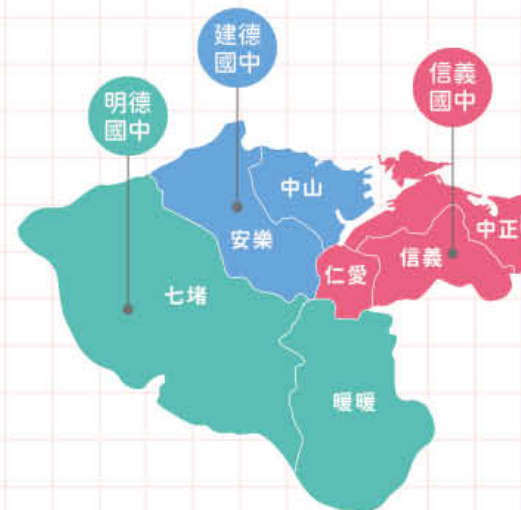 建德
國中
信義
國中
明德
國中
中山
中正
安樂
信義
仁愛
七堵
暖暖